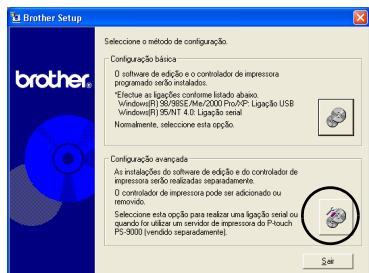 Brother Setup
Seleccione o método de configuração.
brother.
Configuração básica
O software de edição e o controlador de impressora
programado serão instalados.
*Efectue as ligações conforme listado abaixo.
Windows(R) 98/98SE/Me/2000 Pro/XP: Ligação USB
Windows(R) 95/NT 4.0: Ligação serial
Normalmente, seleccione esta opção.
Configuração avançada
As instalações do software de edição e do controlador de
impressora serão realizadas separadamente.
O controlador de impressora pode ser adicionado ou
removido.
Seleccione esta opção para realizar uma ligação serial ou
quando for utilizar um servidor de impressora do P-touch
PS-9000 (vendido separadamente).
Sair